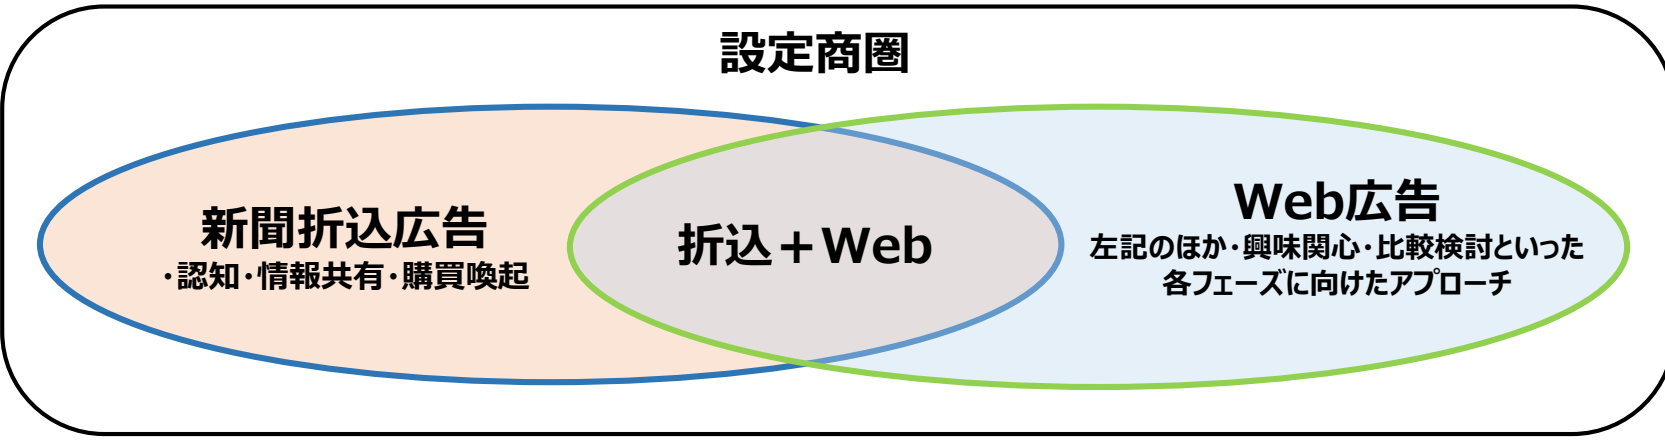 設定商圏
新聞折込広告
・認知・情報共有・購買喚起
折込＋Web
Web広告
左記のほか・興味関心・比較検討といった
各フェーズに向けたアプローチ